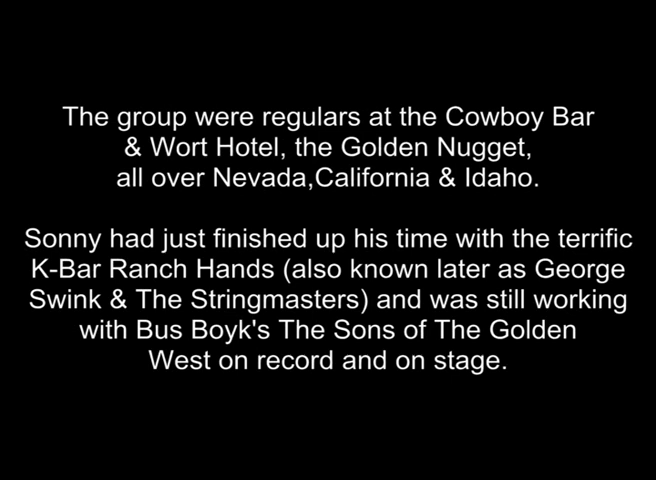 The group were regulars at the Cowboy Bar
& Wort Hotel, the Golden Nugget,
all over Nevada,California & Idaho.
Sonny had just finished up his time with the terrific
K-Bar Ranch Hands (also known later as George
Swink & The Stringmasters) and was still working
with Bus Boyk's The Sons of The Golden
West on record and on stage.